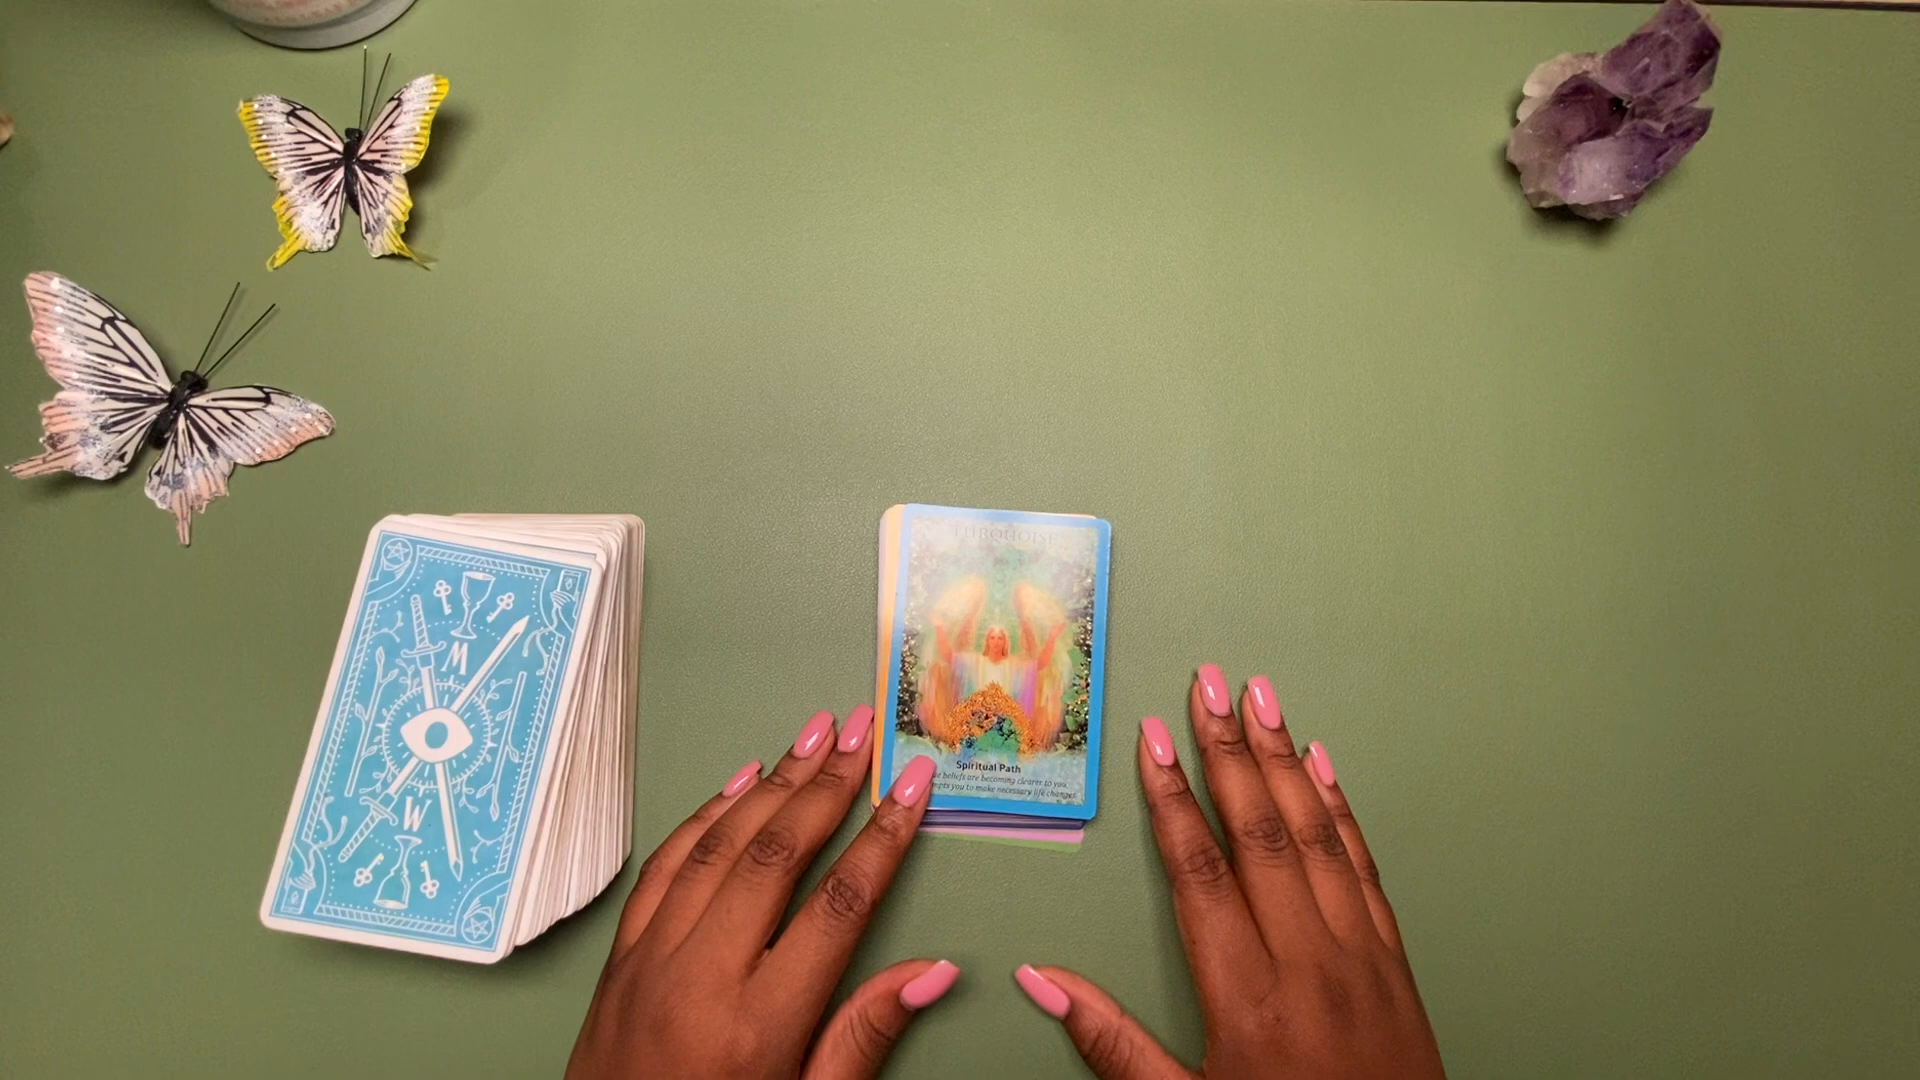 TURQUOISE
M
W
Spiritual Path
beliefs are becoming clearer to you,
you to make necessary life changes.